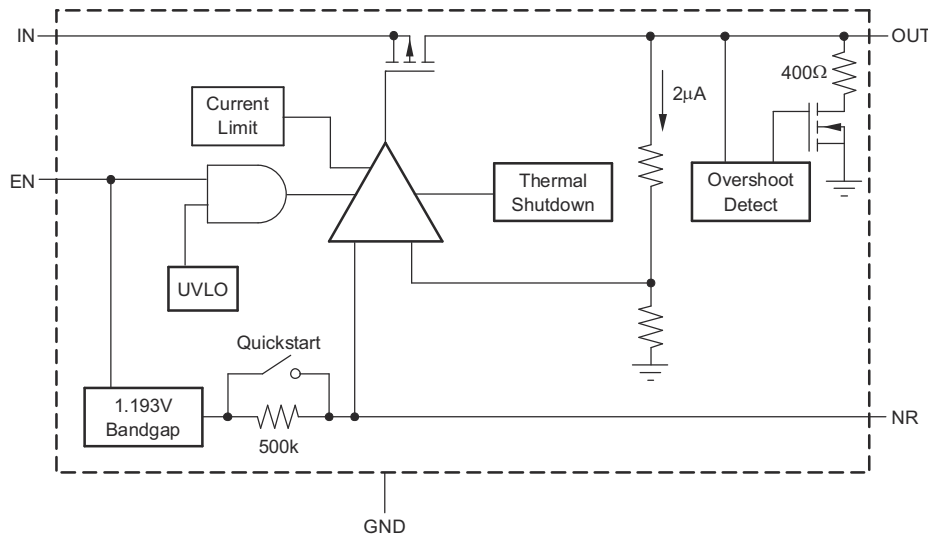 IN
OUT
400Ω
2μA
Current
Limit
EN
Thermal
Shutdown
Overshoot
Detect
UVLO
Quickstart
1.193V
Bandgap
500k
NR
GND